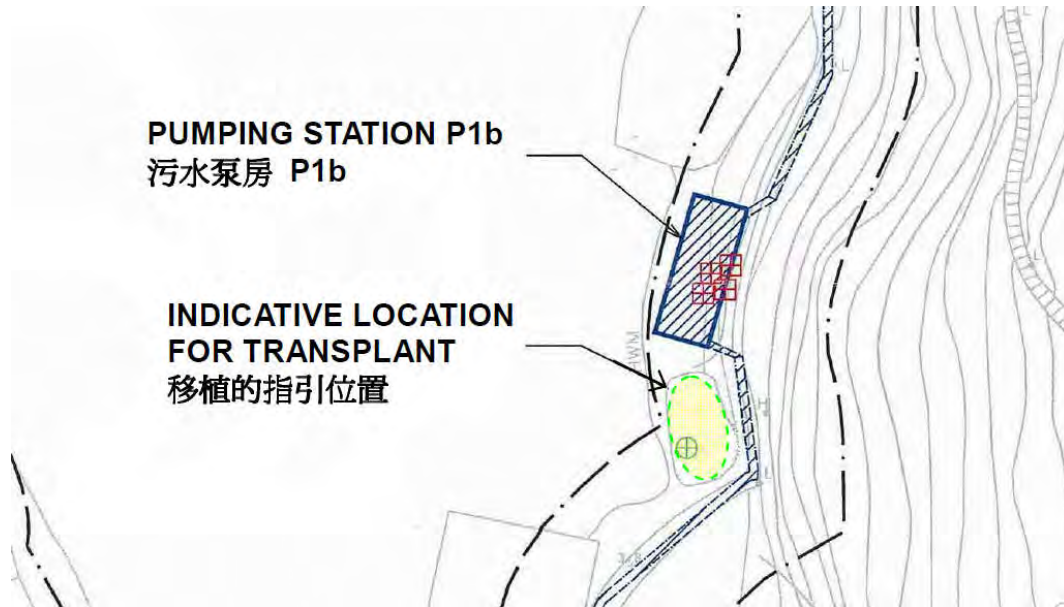 PUMPING STATION P1b
污水泵房 P1b
INDICATIVE LOCATION
FOR TRANSPLANT
移植的指引位置
HWM